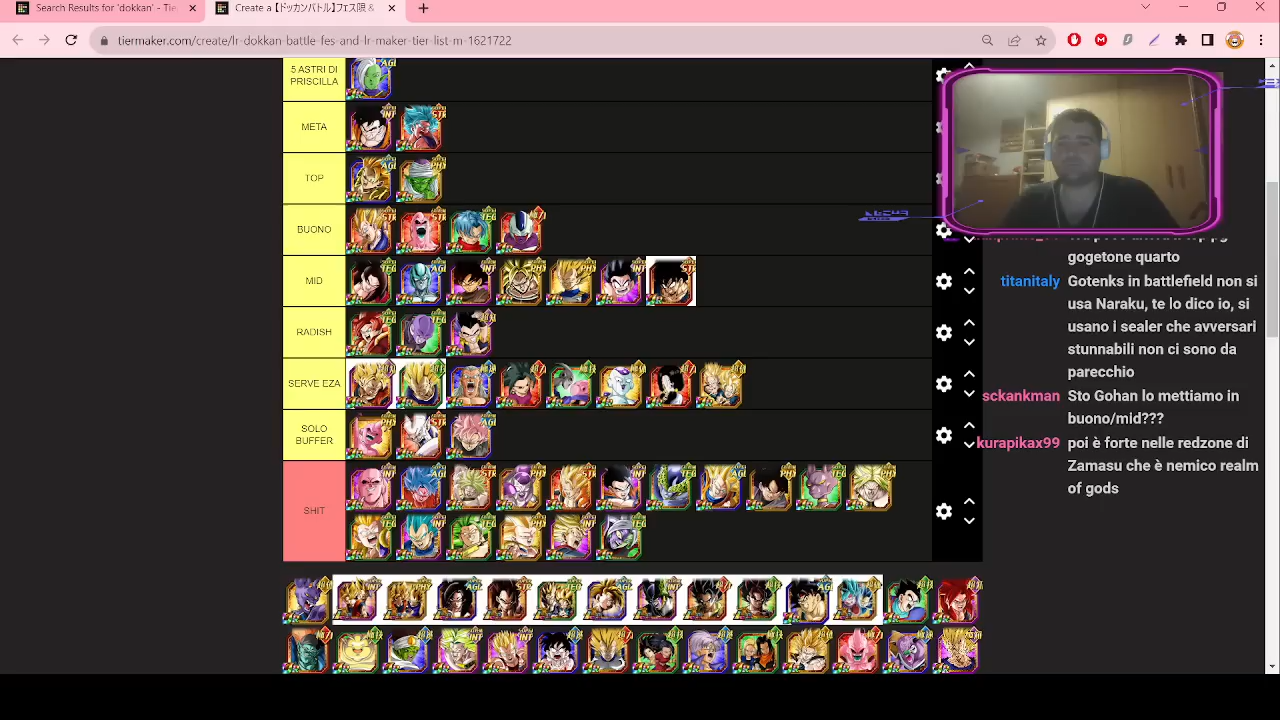 Search Results for 'dokkan' - Tier
Create a 【ドッカンバトル】フェス限 &
tiermaker.com/create/lr-dokkan-battle-fes-and-lr-maker-tier-list-m-1621722
5 ASTRI DI
PRISCILLA
META
TOP
BUONO
MID
RADISH
SERVE EZA
SOLO
BUFFER
SHIT
gogetone quarto
titanitaly Gotenks in battlefield non si
usa Naraku, te lo dico io, si
usano i sealer che avversari
stunnabili non ci sono da
parecchio
sckankman Sto Gohan lo mettiamo in
buono/mid???
kurapikax99 poi è forte nelle redzone di
Zamasu che è nemico realm
of gods